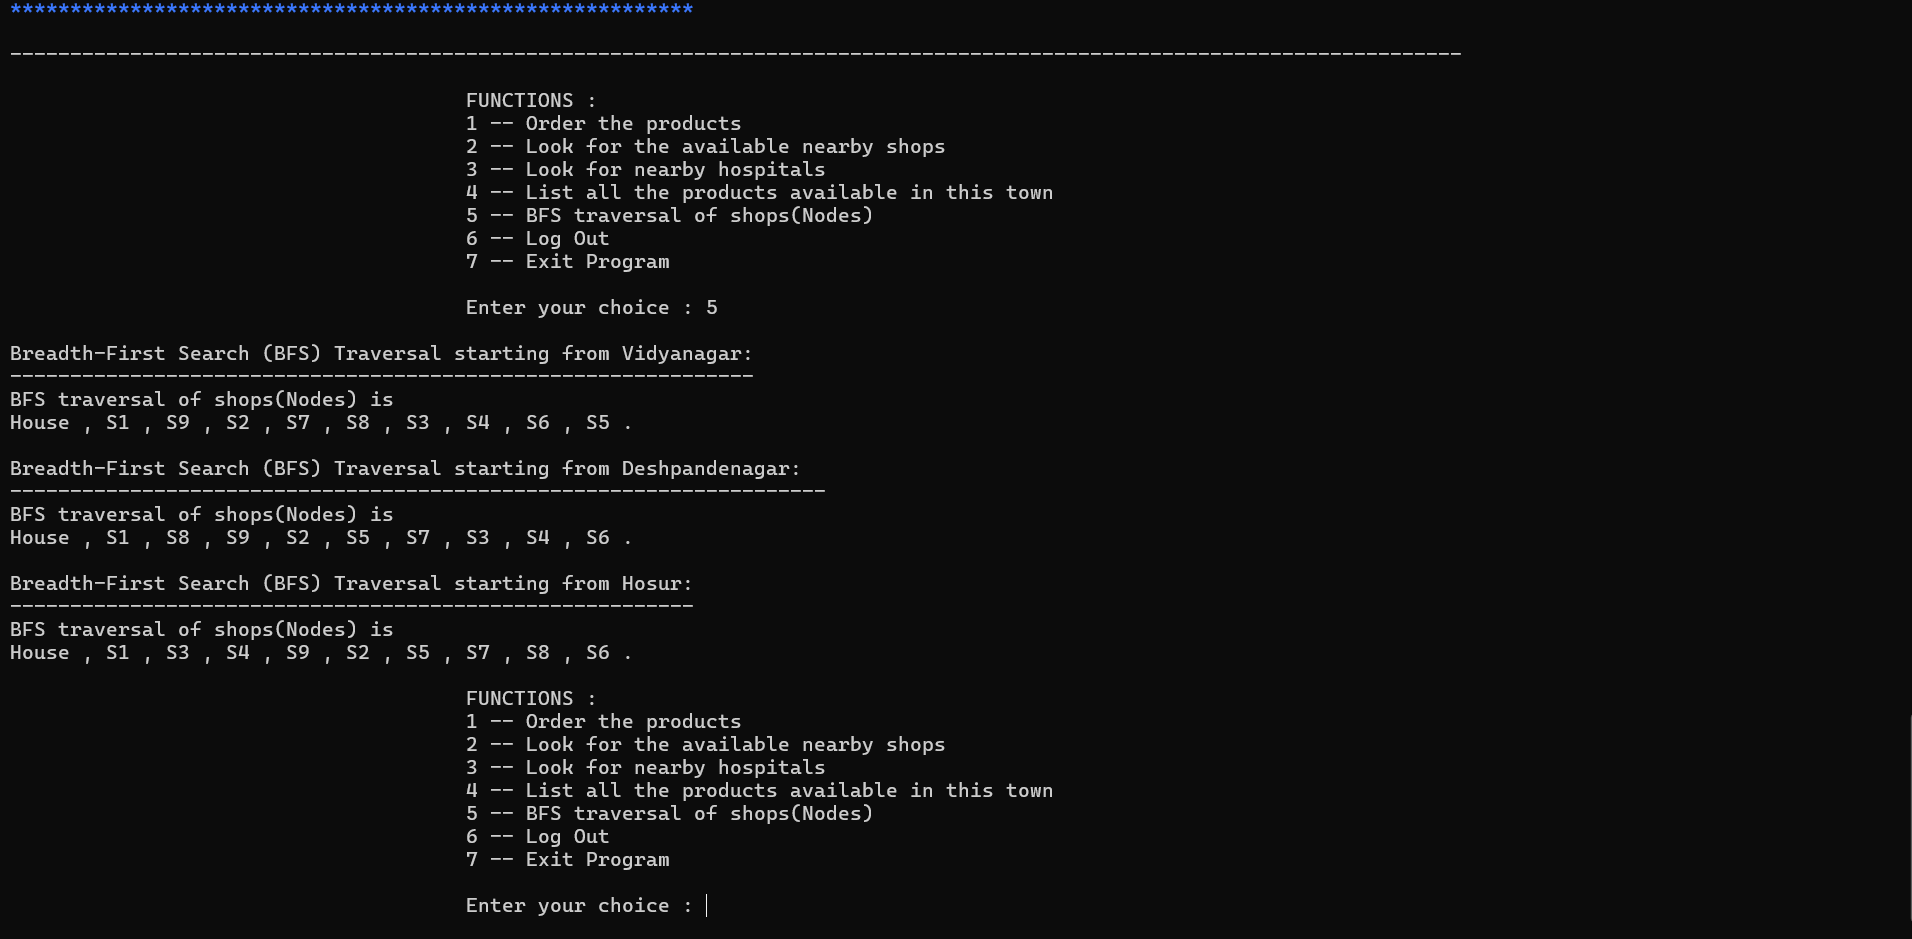 *********************************************************
-------------------------------------------------------------------------------------------------------------------------
FUNCTIONS :
1 -- Order the products
2 -- Look for the available nearby shops
3 -- Look for nearby hospitals
4 -- List all the products available in this town
5 -- BFS traversal of shops(Nodes)
6 -- Log Out
7 -- Exit Program
Enter your choice : 5
Breadth-First Search (BFS) Traversal starting from Vidyanagar:
--------------------------------------------------------------
BFS traversal of shops(Nodes) is
House , S1 , S9 , S2 , S7 , S8 , S3 , S4 , S6 , S5 .
Breadth-First Search (BFS) Traversal starting from Deshpandenagar:
--------------------------------------------------------------------
BFS traversal of shops(Nodes) is
House , S1 , S8 , S9 , S2 , S5 , S7 , S3 , S4 , S6 .
Breadth-First Search (BFS) Traversal starting from Hosur:
---------------------------------------------------------
BFS traversal of shops(Nodes) is
House , S1 , S3 , S4 , S9 , S2 , S5 , S7 , S8 , S6 .
FUNCTIONS :
1 -- Order the products
2 -- Look for the available nearby shops
3 -- Look for nearby hospitals
4 -- List all the products available in this town
5 -- BFS traversal of shops(Nodes)
6 -- Log Out
7 -- Exit Program
Enter your choice :